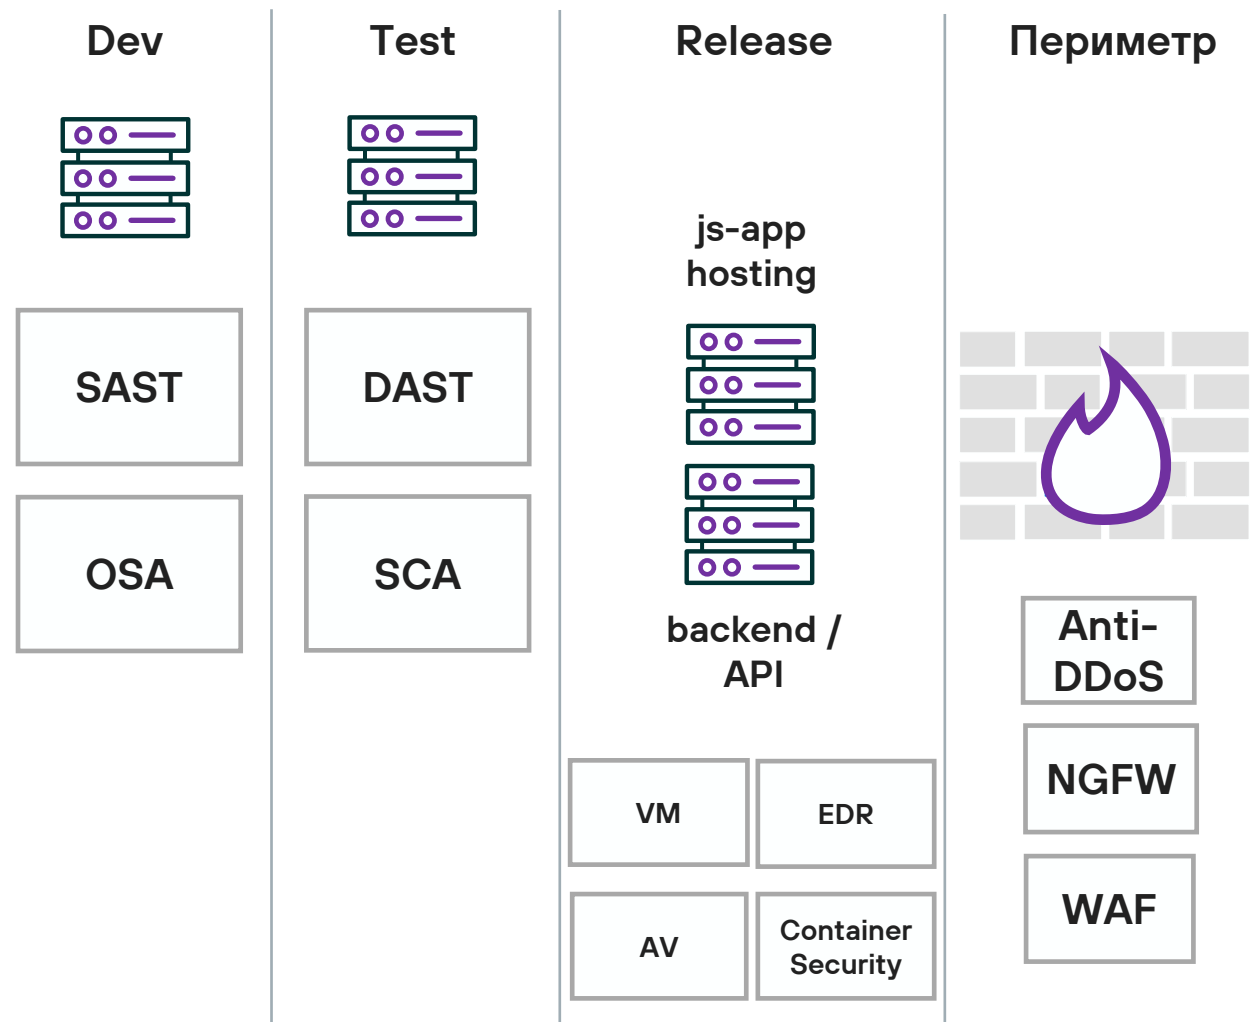 Dev
SAST
OSA
Test
DAST
SCA
Release
js-app
hosting
backend /
API
VM
EDR
AV
Container
Security
Периметр
Anti-
DDoS
NGFW
WAF